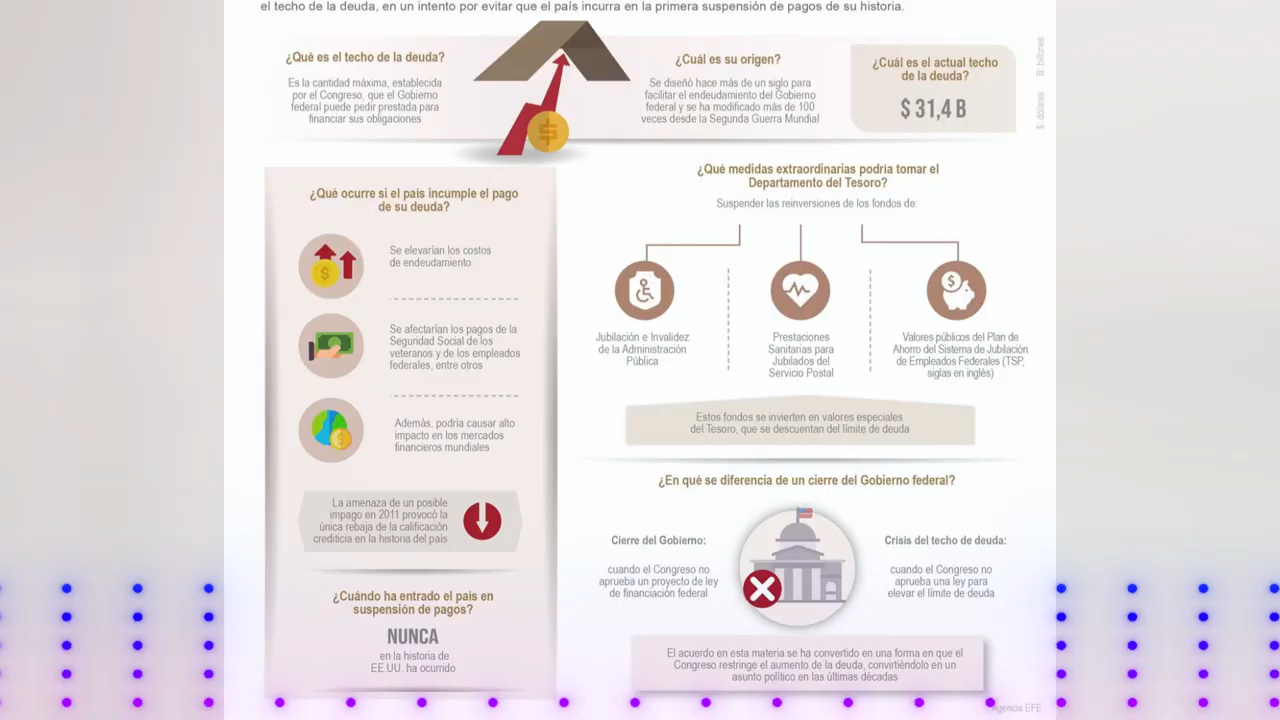 el techo de la deuda, en un intento por evitar que el país incurra en la primera suspensión de pagos de su historia.
¿Qué es el techo de la deuda?
Es la cantidad máxima, establecida
por el Congreso, que el Gobierno
federal puede pedir prestada para
financiar sus obligaciones
¿Cuál es su origen?
Se diseñó hace más de un siglo para
facilitar el endeudamiento del Gobierno
federal y se ha modificado más de 100
veces desde la Segunda Guerra Mundial
¿Cuál es el actual techo
de la deuda?
$ 31,4 B
$: dólares B: billones
¿Qué ocurre si el país incumple el pago
de su deuda?
Se elevarían los costos
de endeudamiento
Se afectarían los pagos de la
Seguridad Social de los
veteranos y de los empleados
federales, entre otros
Además, podría causar alto
impacto en los mercados
financieros mundiales
La amenaza de un posible
impago en 2011 provocó la
única rebaja de la calificación
crediticia en la historia del país
¿Cuándo ha entrado el país en
suspensión de pagos?
NUNCA
en la historia de
EE.UU. ha ocurrido
¿Qué medidas extraordinarias podría tomar el
Departamento del Tesoro?
Suspender las reinversiones de los fondos de:
Jubilación e Invalidez
de la Administración
Pública
Prestaciones
Sanitarias para
Jubilados del
Servicio Postal
Valores públicos del Plan de
Ahorro del Sistema de Jubilación
de Empleados Federales (TSP,
siglas en inglés)
Estos fondos se invierten en valores especiales
del Tesoro, que se descuentan del límite de deuda
¿En qué se diferencia de un cierre del Gobierno federal?
Cierre del Gobierno:
cuando el Congreso no
aprueba un proyecto de ley
de financiación federal
Crisis del techo de deuda:
cuando el Congreso no
aprueba una ley para
elevar el límite de deuda
El acuerdo en esta materia se ha convertido en una forma en que el
Congreso restringe el aumento de la deuda, convirtiéndolo en un
asunto político en las últimas décadas
Agencia EFE